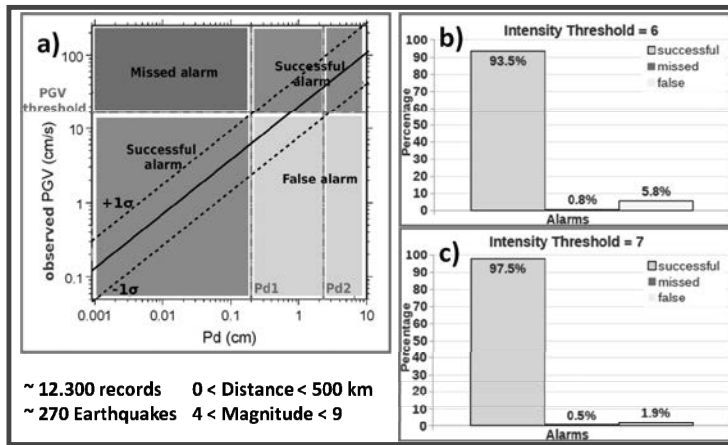 a)
Missed alarm
Successful
alarm
PGV
threshold
Successful
alarm
False alarm
+1σ
-1σ
Pd1
Pd2
observed PGV (cm/s)
100
10
1
0.1
0.001
0.01
0.1
1
10
Pd (cm)
~ 12.300 records 0 < Distance < 500 km
~ 270 Earthquakes 4 < Magnitude < 9
b)
Intensity Threshold = 6
Percentage
100
90
80
70
60
50
40
30
20
10
0
93.5%
0.8%
5.8%
successful
missed
false
Alarms
c)
Intensity Threshold = 7
Percentage
100
90
80
70
60
50
40
30
20
10
0
97.5%
0.5%
1.9%
successful
missed
false
Alarms